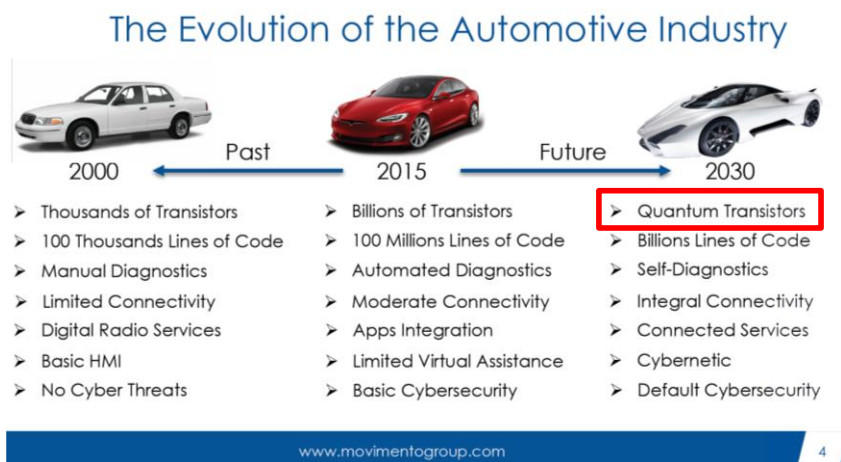 The Evolution of the Automotive Industry
Past
Future
2000
2015
2030
➢ Thousands of Transistors
➢ 100 Thousands Lines of Code
➢ Manual Diagnostics
➢ Limited Connectivity
➢ Digital Radio Services
➢ Basic HMI
➢ No Cyber Threats
➢ Billions of Transistors
➢ 100 Millions Lines of Code
➢ Automated Diagnostics
➢ Moderate Connectivity
➢ Apps Integration
➢ Limited Virtual Assistance
➢ Basic Cybersecurity
➢ Quantum Transistors
➢ Billions Lines of Code
➢ Self-Diagnostics
➢ Integral Connectivity
➢ Connected Services
➢ Cybernetic
➢ Default Cybersecurity
www.movimentogroup.com
4